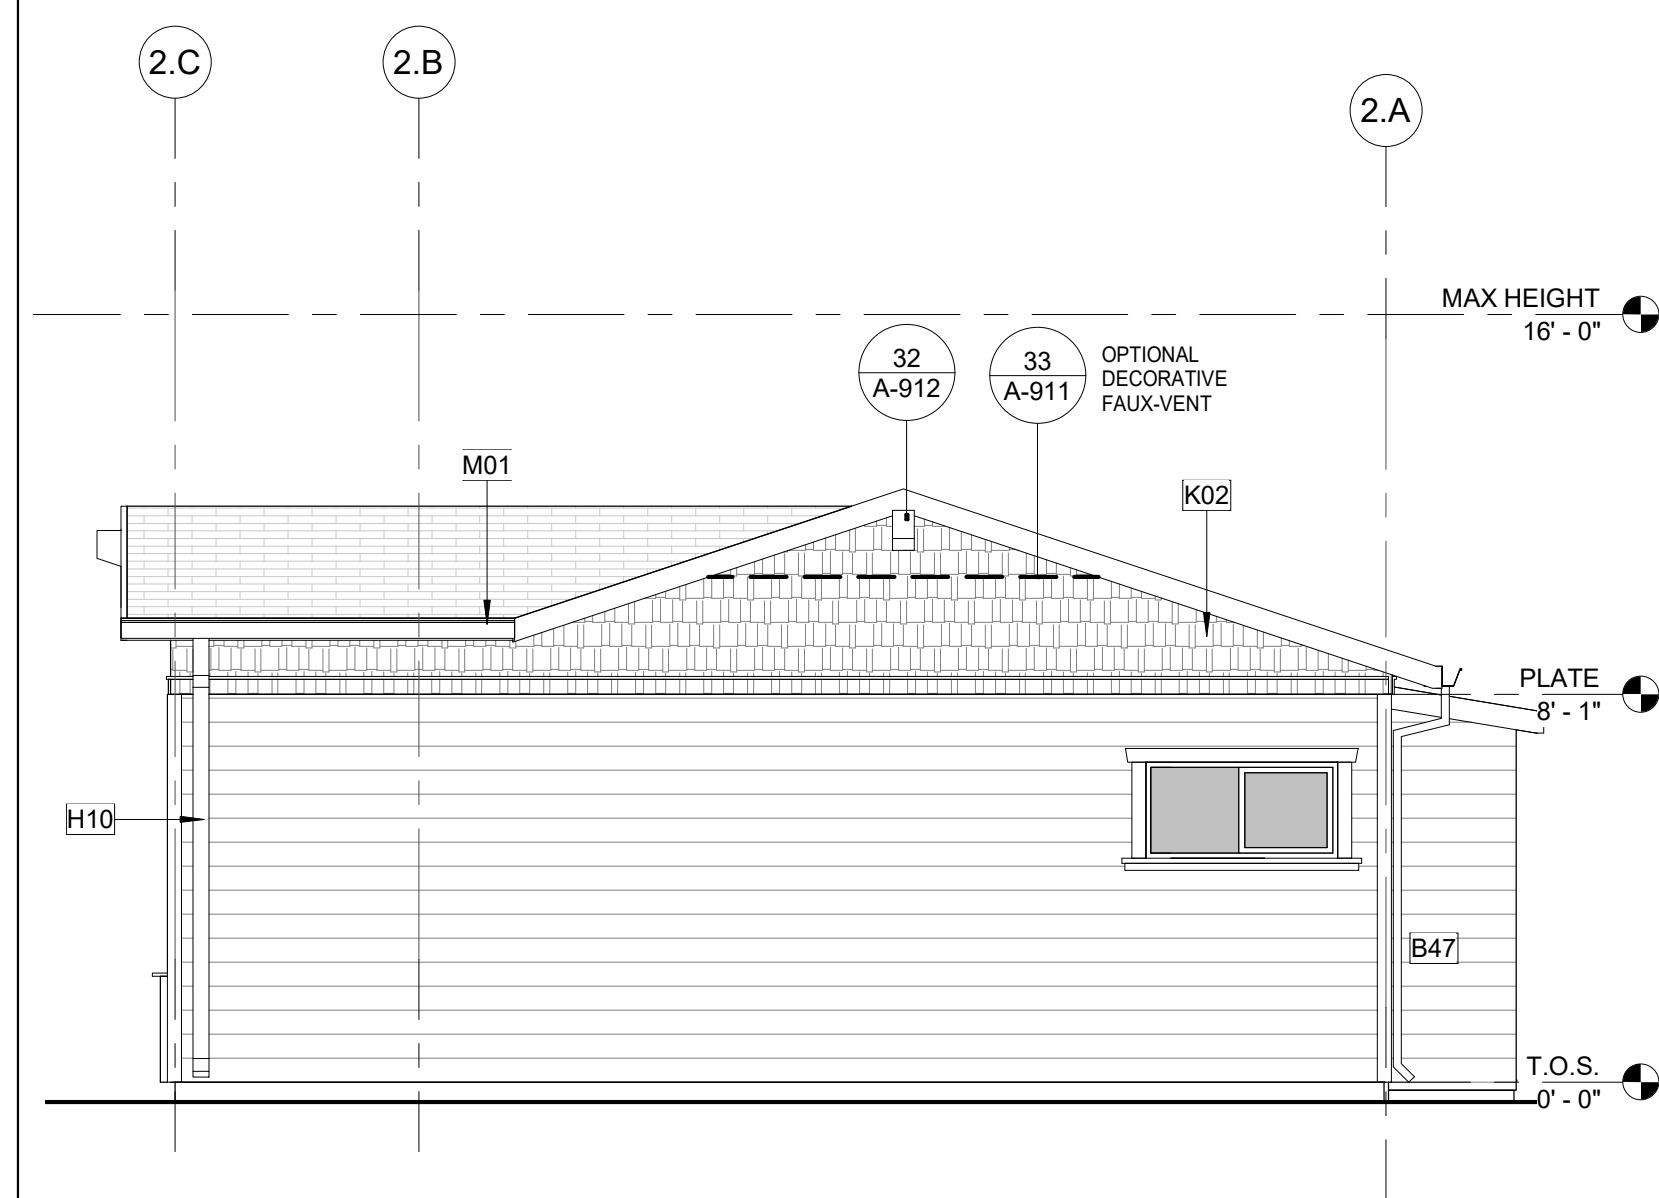 2.C
2.B
2.A
MAX HEIGHT
16' - 0"
32
A-912
33
A-911
OPTIONAL
DECORATIVE
FAUX-VENT
M01
K02
PLATE
8' - 1"
H10
B47
T.O.S.
0' - 0"